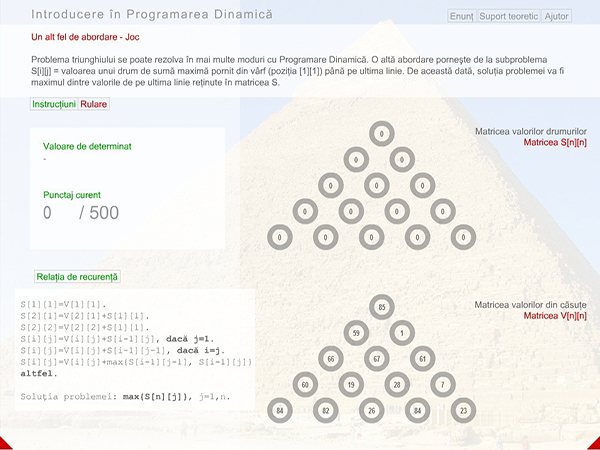 Introducere în Programarea Dinamică
Enunț Suport teoretic Ajutor
Un alt fel de abordare - Joc
Problema triunghiului se poate rezolva în mai multe moduri cu Programare Dinamică. O altă abordare pornește de la subproblema
S[i][j] = valoarea unui drum de sumă maximă pornit din vârf (poziția [1][1]) până pe ultima linie. De această dată, soluția problemei va fi
maximul dintre valorile de pe ultima linie reținute în matricea S.
Instrucțiuni Rulare
Valoare de determinat
-
Punctaj curent
0 / 500
Matricea valorilor drumurilor
Matricea S[n][n]
0
0 0
0 0 0
0 0 0 0
0 0 0 0 0
Relația de recurență
S[1][1]=V[1][1].
S[2][1]=V[2][1]+S[1][1].
S[2][2]=V[2][2]+S[1][1].
S[i][j]=V[i][j]+S[i-1][j], dacă j=1.
S[i][j]=V[i][j]+S[i-1][j-1], dacă i=j.
S[i][j]=V[i][j]+max(S[i-1][j-1], S[i-1][j])
altfel.
Soluția problemei: max(S[n][j]), j=1,n.
Matricea valorilor din căsuțe
Matricea V[n][n]
85
59 1
66 67 61
60 19 28 7
84 82 26 84 23